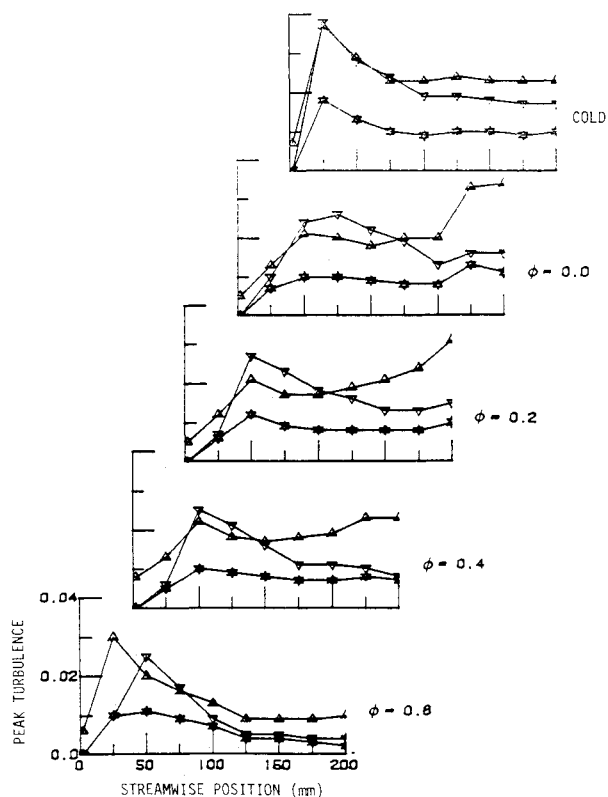 COLD
ϕ = 0.0
ϕ = 0.2
ϕ = 0.4
ϕ = 0.8
PEAK TURBULENCE
0.04
0.02
0.0
0 50 100 150 200
STREAMWISE POSITION (mm)